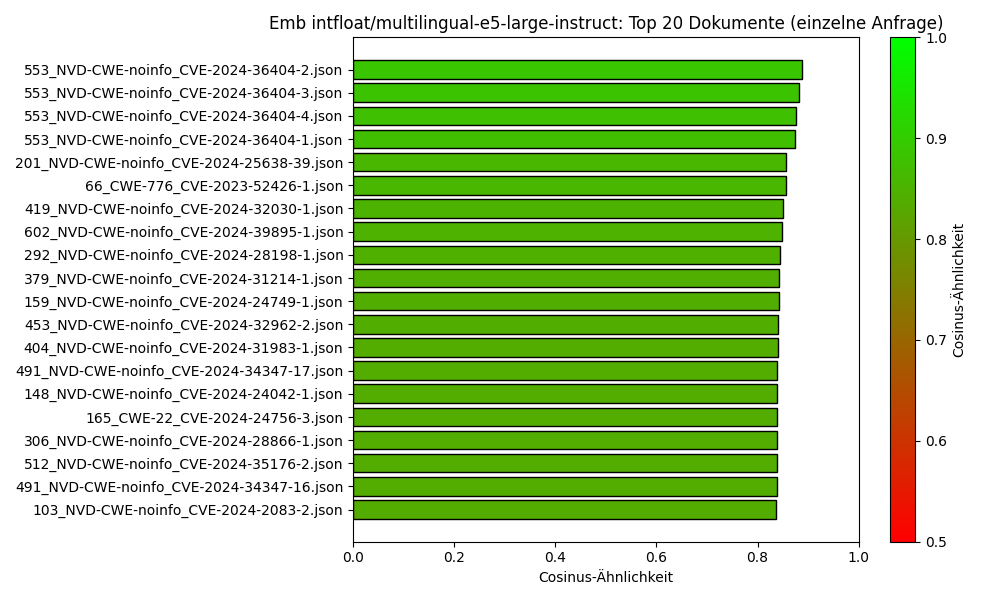 Emb intfloat/multilingual-e5-large-instruct: Top 20 Dokumente (einzelne Anfrage)
553_NVD-CWE-noinfo_CVE-2024-36404-2.json
553_NVD-CWE-noinfo_CVE-2024-36404-3.json
553_NVD-CWE-noinfo_CVE-2024-36404-4.json
553_NVD-CWE-noinfo_CVE-2024-36404-1.json
201_NVD-CWE-noinfo_CVE-2024-25638-39.json
66_CWE-776_CVE-2023-52426-1.json
419_NVD-CWE-noinfo_CVE-2024-32030-1.json
602_NVD-CWE-noinfo_CVE-2024-39895-1.json
292_NVD-CWE-noinfo_CVE-2024-28198-1.json
379_NVD-CWE-noinfo_CVE-2024-31214-1.json
159_NVD-CWE-noinfo_CVE-2024-24749-1.json
453_NVD-CWE-noinfo_CVE-2024-32962-2.json
404_NVD-CWE-noinfo_CVE-2024-31983-1.json
491_NVD-CWE-noinfo_CVE-2024-34347-17.json
148_NVD-CWE-noinfo_CVE-2024-24042-1.json
165_CWE-22_CVE-2024-24756-3.json
306_NVD-CWE-noinfo_CVE-2024-28866-1.json
512_NVD-CWE-noinfo_CVE-2024-35176-2.json
491_NVD-CWE-noinfo_CVE-2024-34347-16.json
103_NVD-CWE-noinfo_CVE-2024-2083-2.json
0.0 0.2 0.4 0.6 0.8 1.0
Cosinus-Ähnlichkeit
1.0
0.9
0.8
0.7
0.6
0.5
Cosinus-Ähnlichkeit